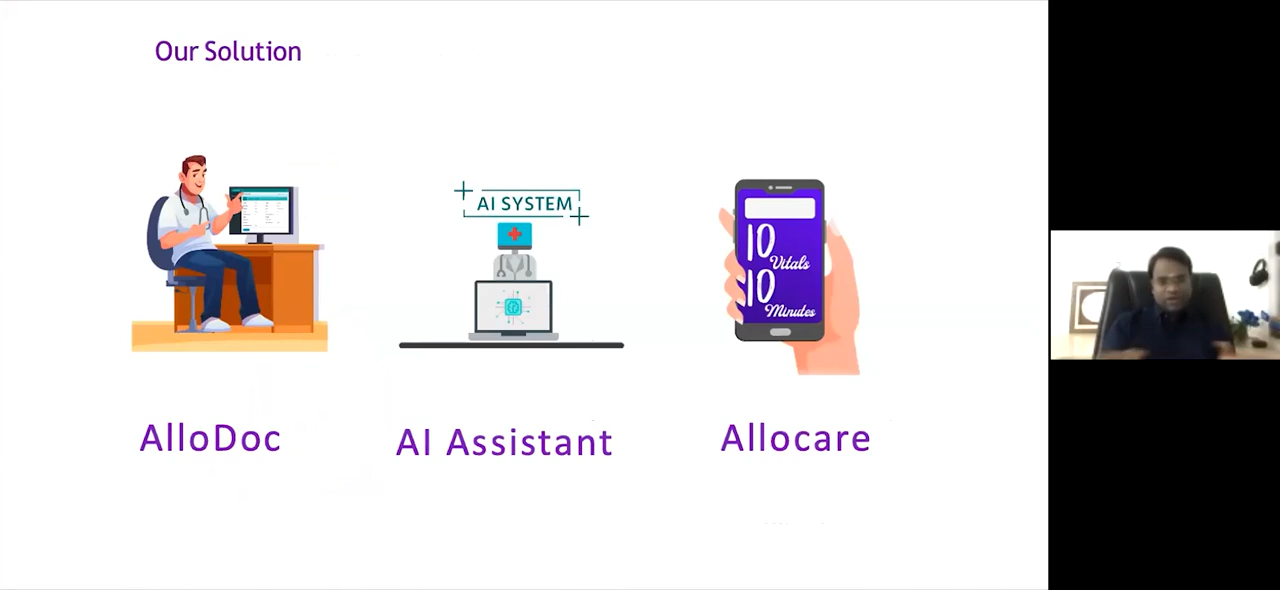 Our Solution
AI SYSTEM
10
Vitals
10
Minutes
AlloDoc
AI Assistant
Allocare